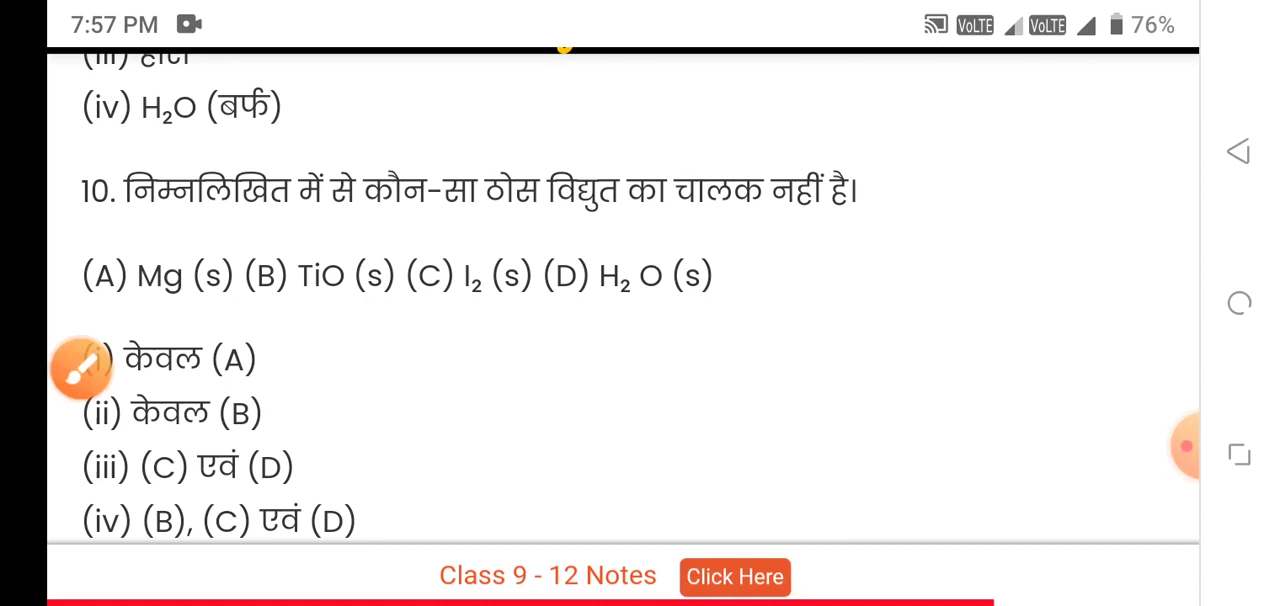 7:57 PM VoLTE VoLTE 76%
(iv) H₂O (बर्फ)
10. निम्नलिखित में से कौन-सा ठोस विद्युत का चालक नहीं है।
(A) Mg (s) (B) TiO (s) (C) I₂ (s) (D) H₂ O (s)
(i) केवल (A)
(ii) केवल (B)
(iii) (C) एवं (D)
(iv) (B), (C) एवं (D)
Class 9 - 12 Notes Click Here